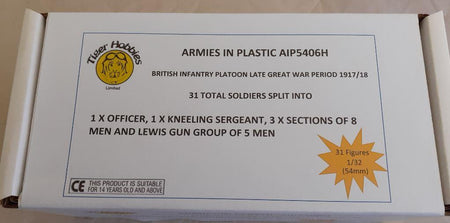 Tiger Hobbies
Limited
ARMIES IN PLASTIC AIP5406H
BRITISH INFANTRY PLATOON LATE GREAT WAR PERIOD 1917/18
31 TOTAL SOLDIERS SPLIT INTO
1 X OFFICER, 1 X KNEELING SERGEANT, 3 X SECTIONS OF 8
MEN AND LEWIS GUN GROUP OF 5 MEN
31 Figures
1/32
(54mm)
CE THIS PRODUCT IS SUITABLE
FOR 14 YEARS OLD AND ABOVE